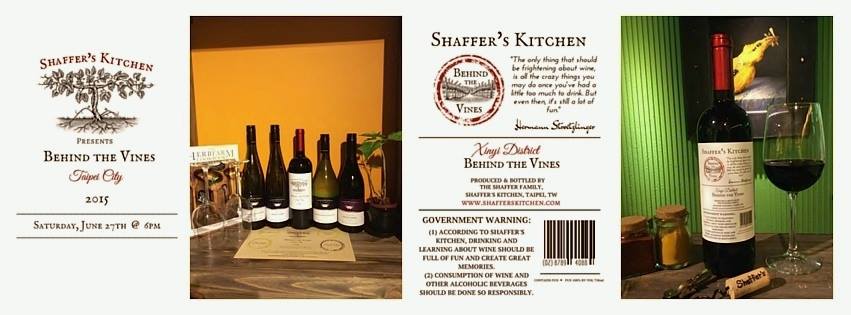 SHAFFER'S KITCHEN
PRESENTS
BEHIND THE VINES
Taipei City
2015
SATURDAY, JUNE 27TH @ 6PM
SHAFFER'S KITCHEN
BEHIND
THE
VINES
"The only thing that should
be frightening about wine,
is all the crazy things you
may do once you've had a
little too much to drink. But
even then, it's still a lot of
fun."
Xinyi District
BEHIND THE VINES
PRODUCED & BOTTLED BY
THE SHAFFER FAMILY,
SHAFFER'S KITCHEN, TAIPEI, TW
WWW.SHAFFERSKITCHEN.COM
GOVERNMENT WARNING:
(1) ACCORDING TO SHAFFER'S
KITCHEN, DRINKING AND
LEARNING ABOUT WINE SHOULD BE
FULL OF FUN AND CREATE GREAT
MEMORIES.
(2) CONSUMPTION OF WINE AND
OTHER ALCOHOLIC BEVERAGES
SHOULD BE DONE SO RESPONSIBLY.
SHAFFER'S KITCHEN
Shaffer's